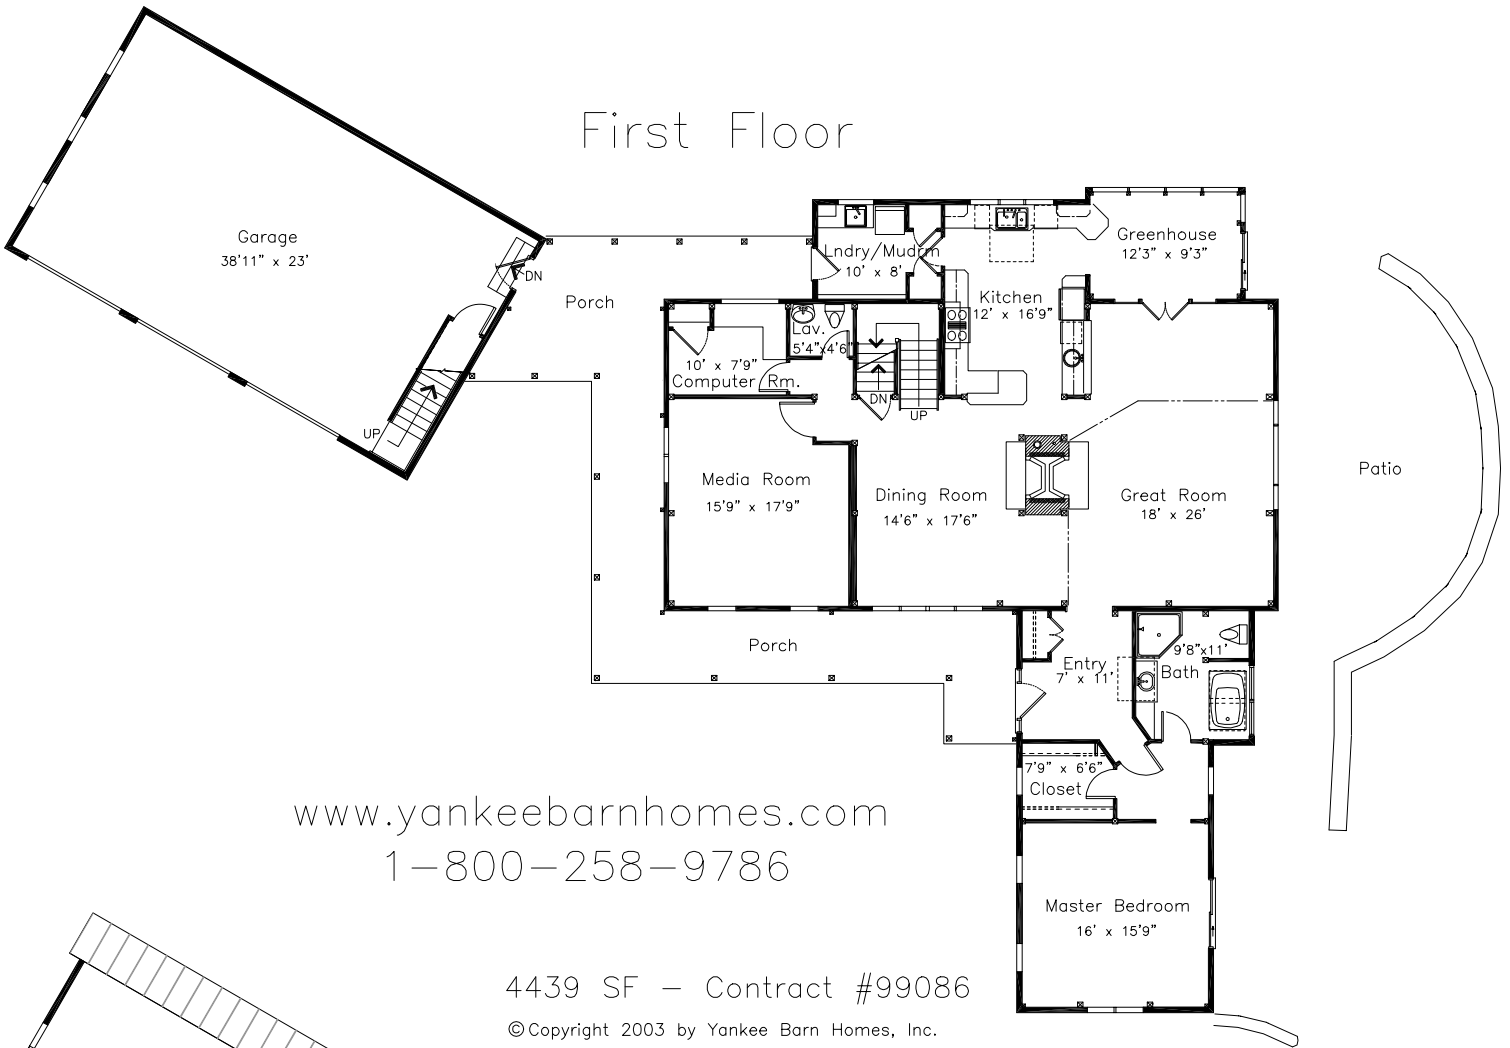 First Floor
Garage
38'11" x 23'
DN
UP
Porch
Lndry/Mudrm
10' x 8'
Greenhouse
12'3" x 9'3"
Kitchen
12' x 16'9"
Lav.
5'4"x4'6"
10' x 7'9"
Computer Rm.
DN
UP
Media Room
15'9" x 17'9"
Dining Room
14'6" x 17'6"
Great Room
18' x 26'
Patio
Porch
Entry
7' x 11'
9'8"x11'
Bath
7'9" x 6'6"
Closet
www.yankeebarnhomes.com
1-800-258-9786
Master Bedroom
16' x 15'9"
4439 SF - Contract #99086
©Copyright 2003 by Yankee Barn Homes, Inc.